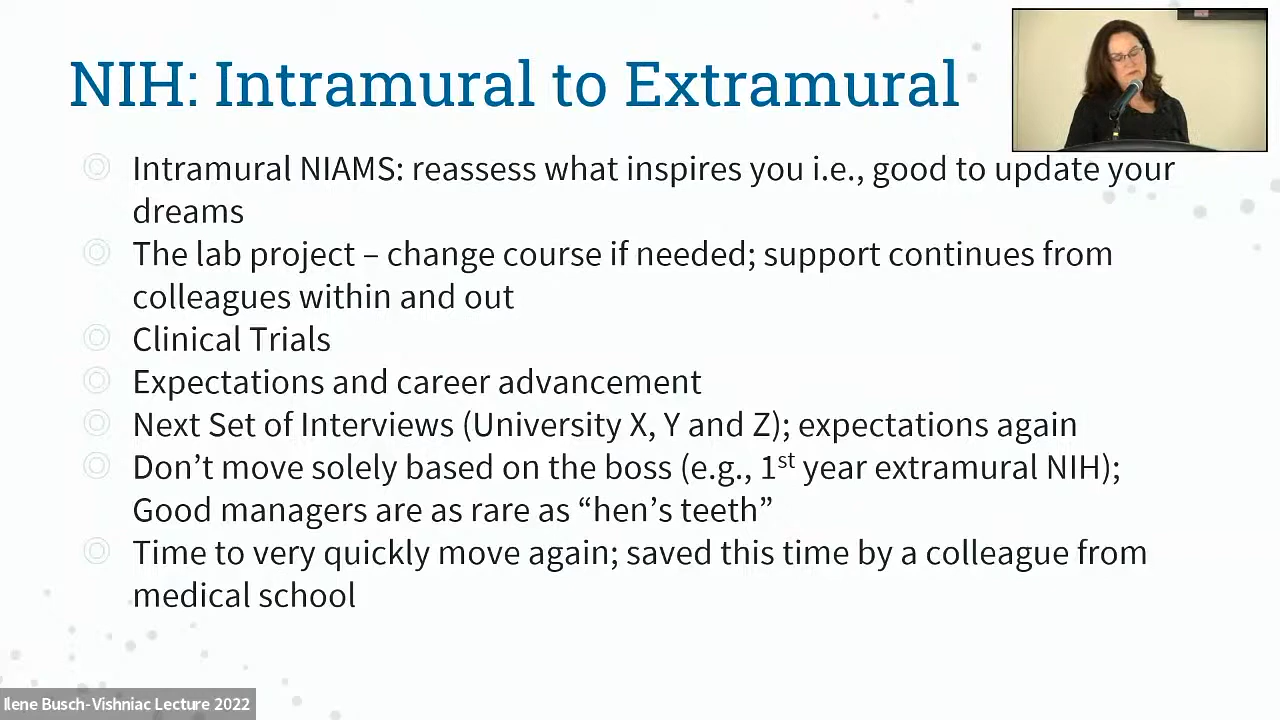 NIH: Intramural to Extramural
Intramural NIAMS: reassess what inspires you i.e., good to update your
dreams
The lab project – change course if needed; support continues from
colleagues within and out
Clinical Trials
Expectations and career advancement
Next Set of Interviews (University X, Y and Z); expectations again
Don’t move solely based on the boss (e.g., 1st year extramural NIH);
Good managers are as rare as “hen’s teeth”
Time to very quickly move again; saved this time by a colleague from
medical school
Ilene Busch-Vishniac Lecture 2022